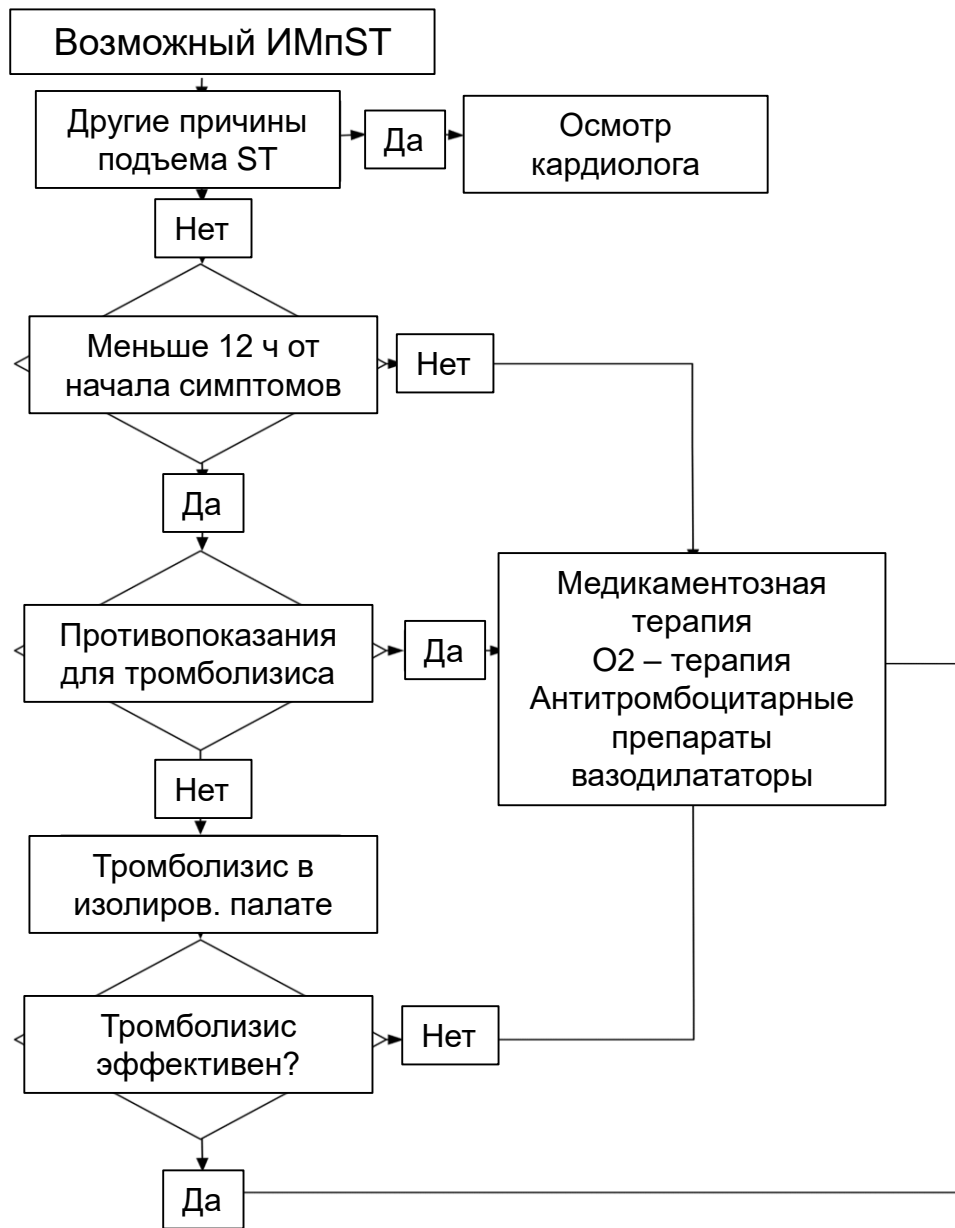 Возможный ИМпST
Другие причины
подъема ST
Да
Осмотр
кардиолога
Нет
Меньше 12 ч от
начала симптомов
Нет
Да
Противопоказания
для тромболизиса
Да
Медикаментозная
терапия
О2 – терапия
Антитромбоцитарные
препараты
вазодилататоры
Нет
Тромболизис в
изолиров. палате
Тромболизис
эффективен?
Нет
Да